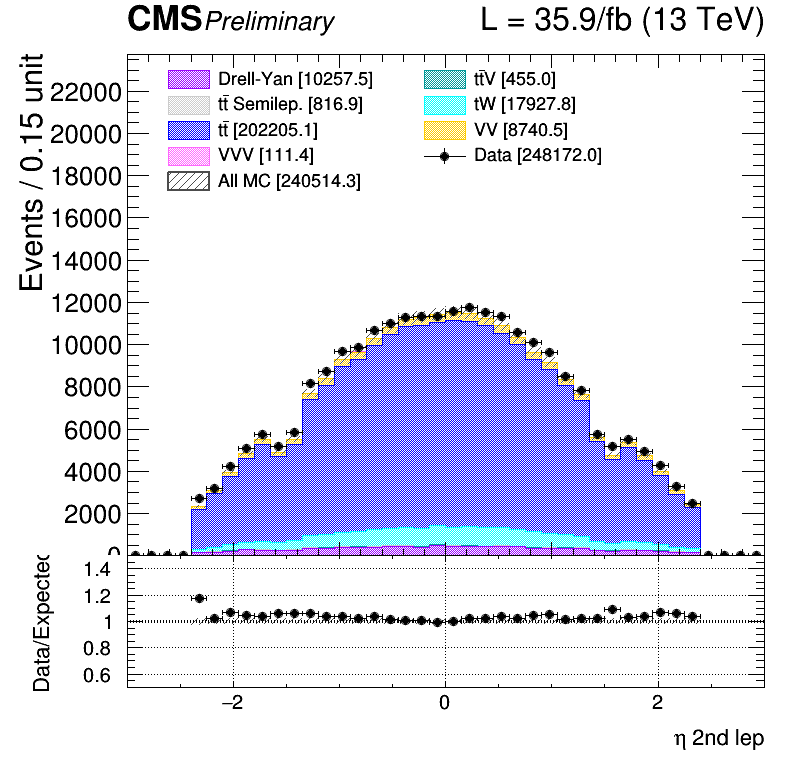 CMS Preliminary L = 35.9/fb (13 TeV)
Events / 0.15 unit
Drell-Yan [10257.5]
tt̄ Semilep. [816.9]
tt̄ [202205.1]
VVV [111.4]
All MC [240514.3]
tt̄V [455.0]
tW [17927.8]
VV [8740.5]
Data [248172.0]
22000
20000
18000
16000
14000
12000
10000
8000
6000
4000
2000
0
Data/Expected
1.4
1.2
1
0.8
0.6
−2 0 2
η 2nd lep